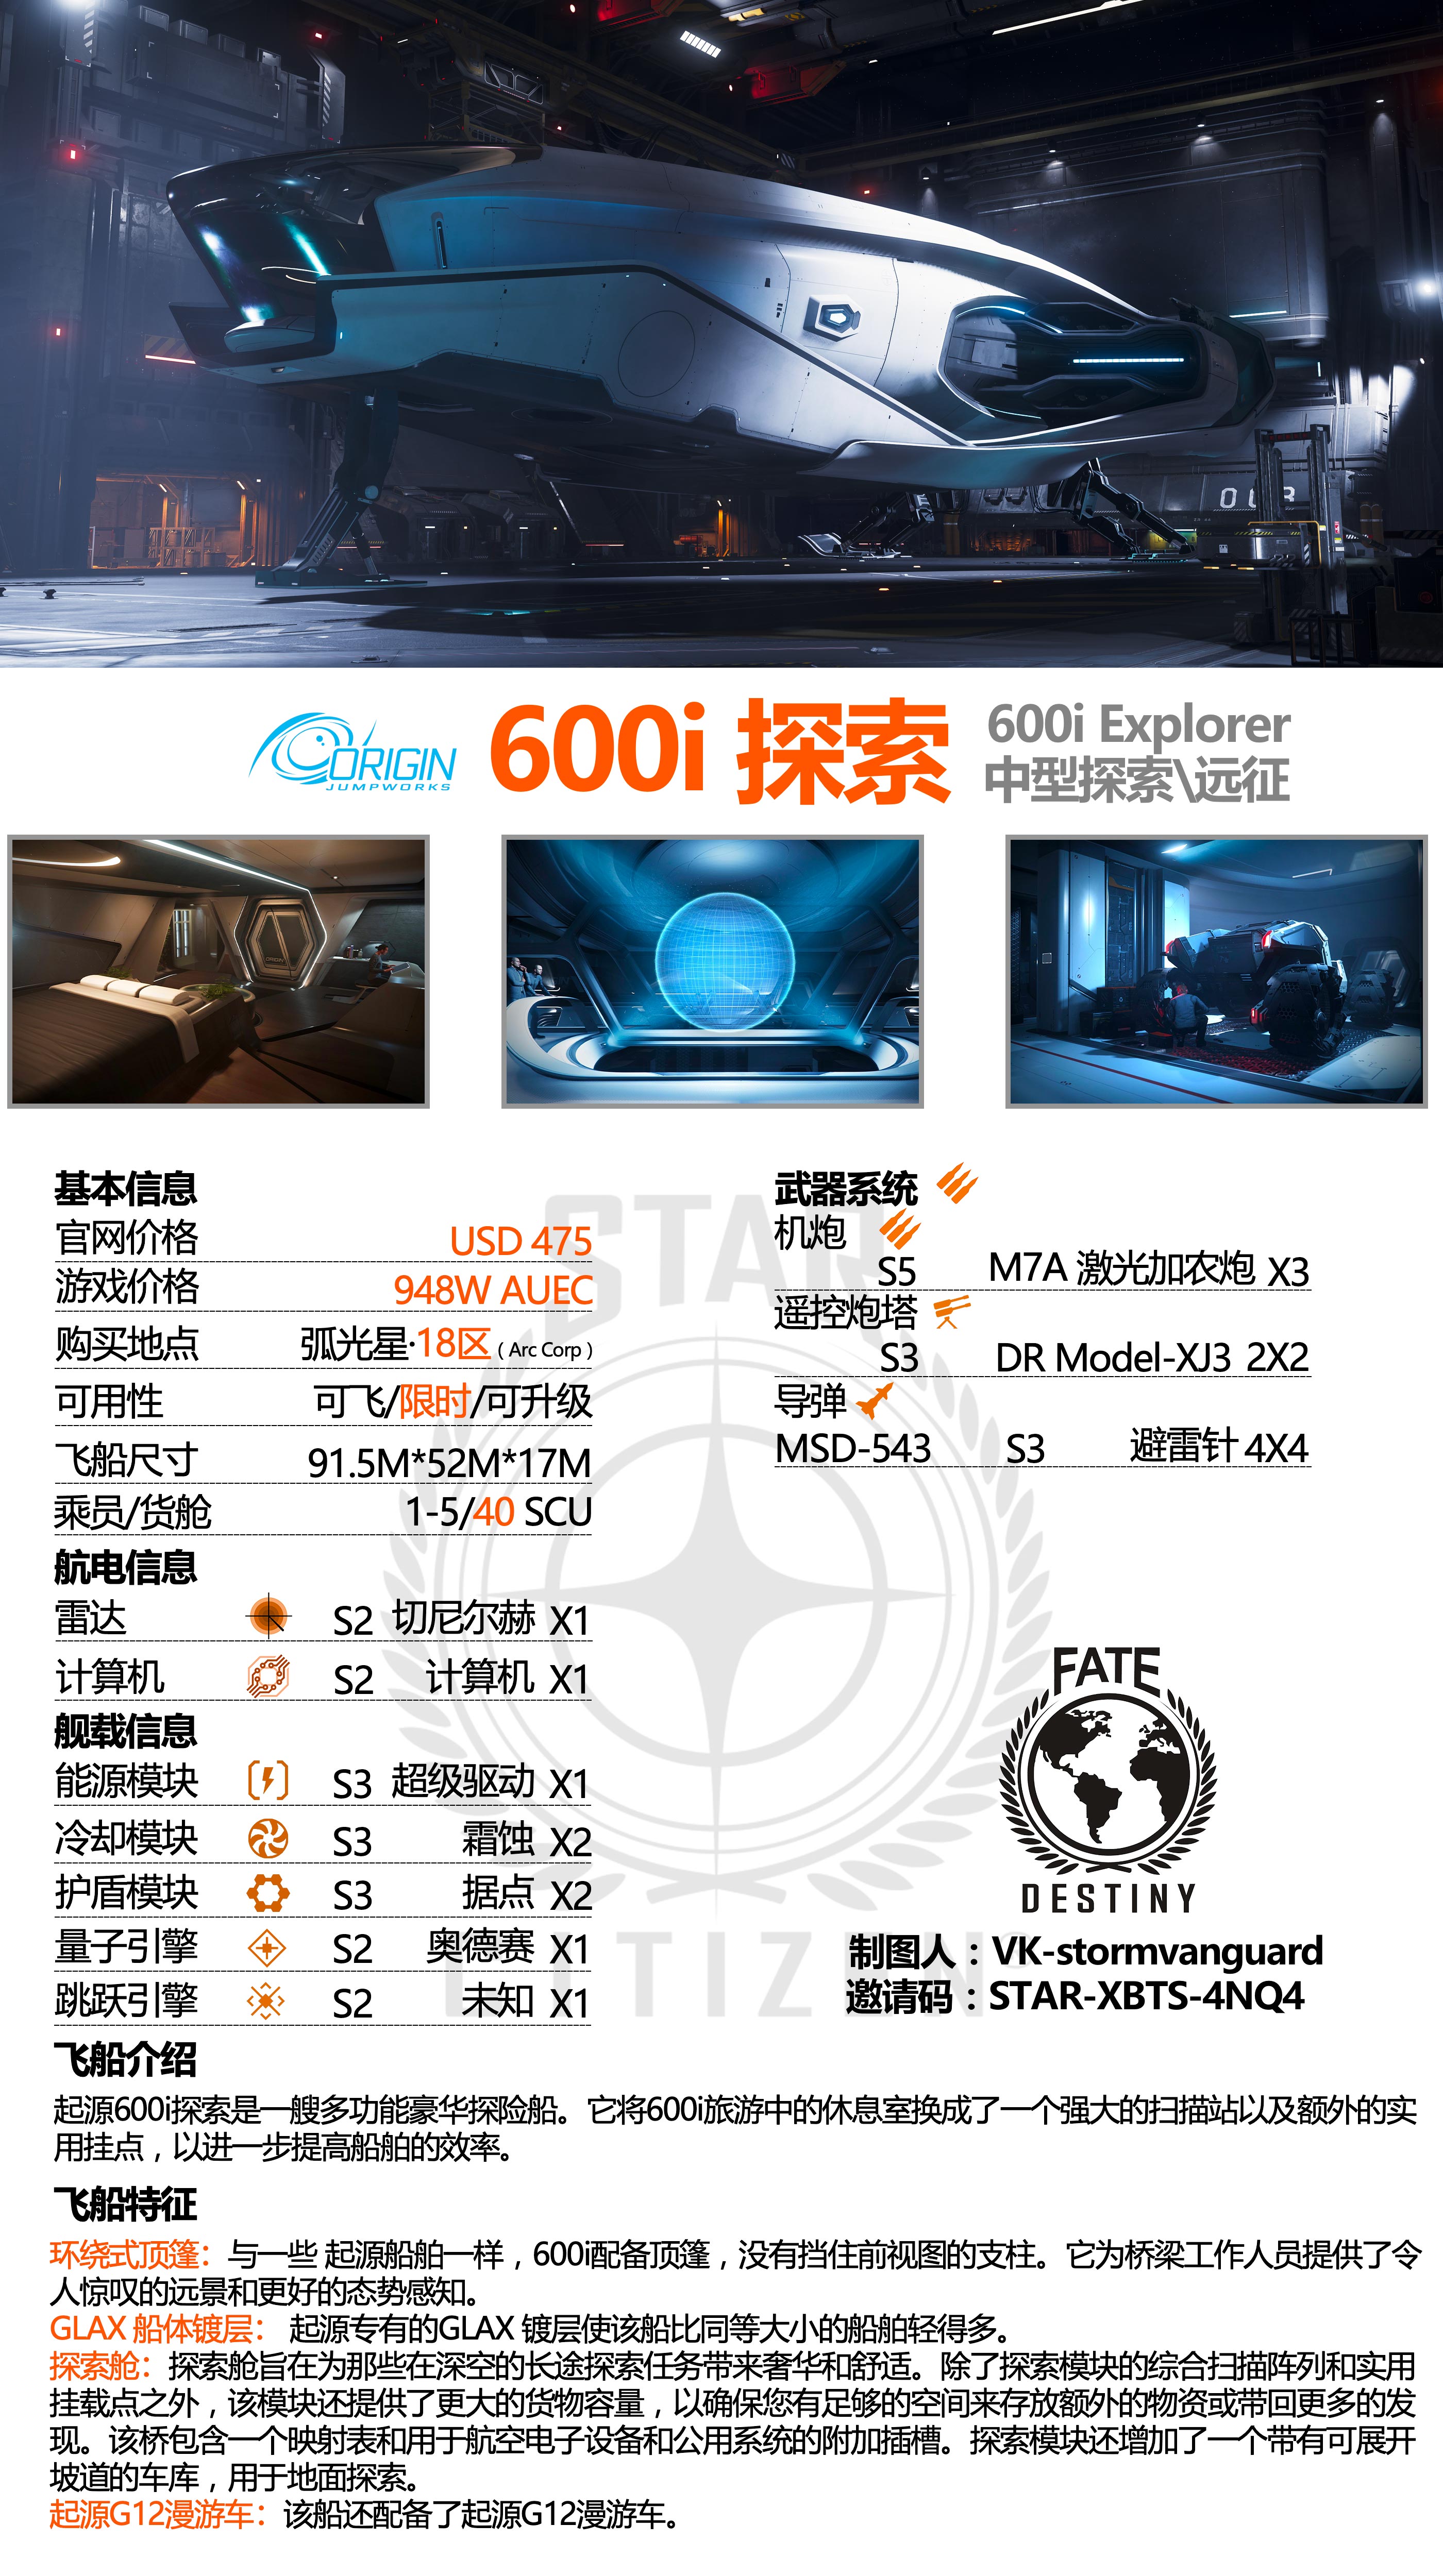 ORIGIN
JUMPWORKS
600i 探索
600i Explorer
中型探索\远征
基本信息
官网价格 USD 475
游戏价格 948W AUEC
购买地点 弧光星·18区 ( Arc Corp )
可用性 可飞/限时/可升级
飞船尺寸 91.5M*52M*17M
乘员/货舱 1-5/40 SCU
航电信息
雷达 S2 切尼尔赫 X1
计算机 S2 计算机 X1
舰载信息
能源模块 S3 超级驱动 X1
冷却模块 S3 霜蚀 X2
护盾模块 S3 据点 X2
量子引擎 S2 奥德赛 X1
跳跃引擎 S2 未知 X1
武器系统
机炮
S5 M7A 激光加农炮 X3
遥控炮塔
S3 DR Model-XJ3 2X2
导弹
MSD-543 S3 避雷针 4X4
STAR
CITIZEN
FATE
DESTINY
制图人：VK-stormvanguard
邀请码：STAR-XBTS-4NQ4
飞船介绍
起源600i探索是一艘多功能豪华探险船。它将600i旅游中的休息室换成了一个强大的扫描站以及额外的实
用挂点，以进一步提高船舶的效率。
飞船特征
环绕式顶篷：与一些 起源船舶一样，600i配备顶篷，没有挡住前视图的支柱。它为桥梁工作人员提供了令
人惊叹的远景和更好的态势感知。
GLAX 船体镀层： 起源专有的GLAX 镀层使该船比同等大小的船舶轻得多。
探索舱：探索舱旨在为那些在深空的长途探索任务带来奢华和舒适。除了探索模块的综合扫描阵列和实用
挂载点之外，该模块还提供了更大的货物容量，以确保您有足够的空间来存放额外的物资或带回更多的发
现。该桥包含一个映射表和用于航空电子设备和公用系统的附加插槽。探索模块还增加了一个带有可展开
坡道的车库，用于地面探索。
起源G12漫游车：该船还配备了起源G12漫游车。